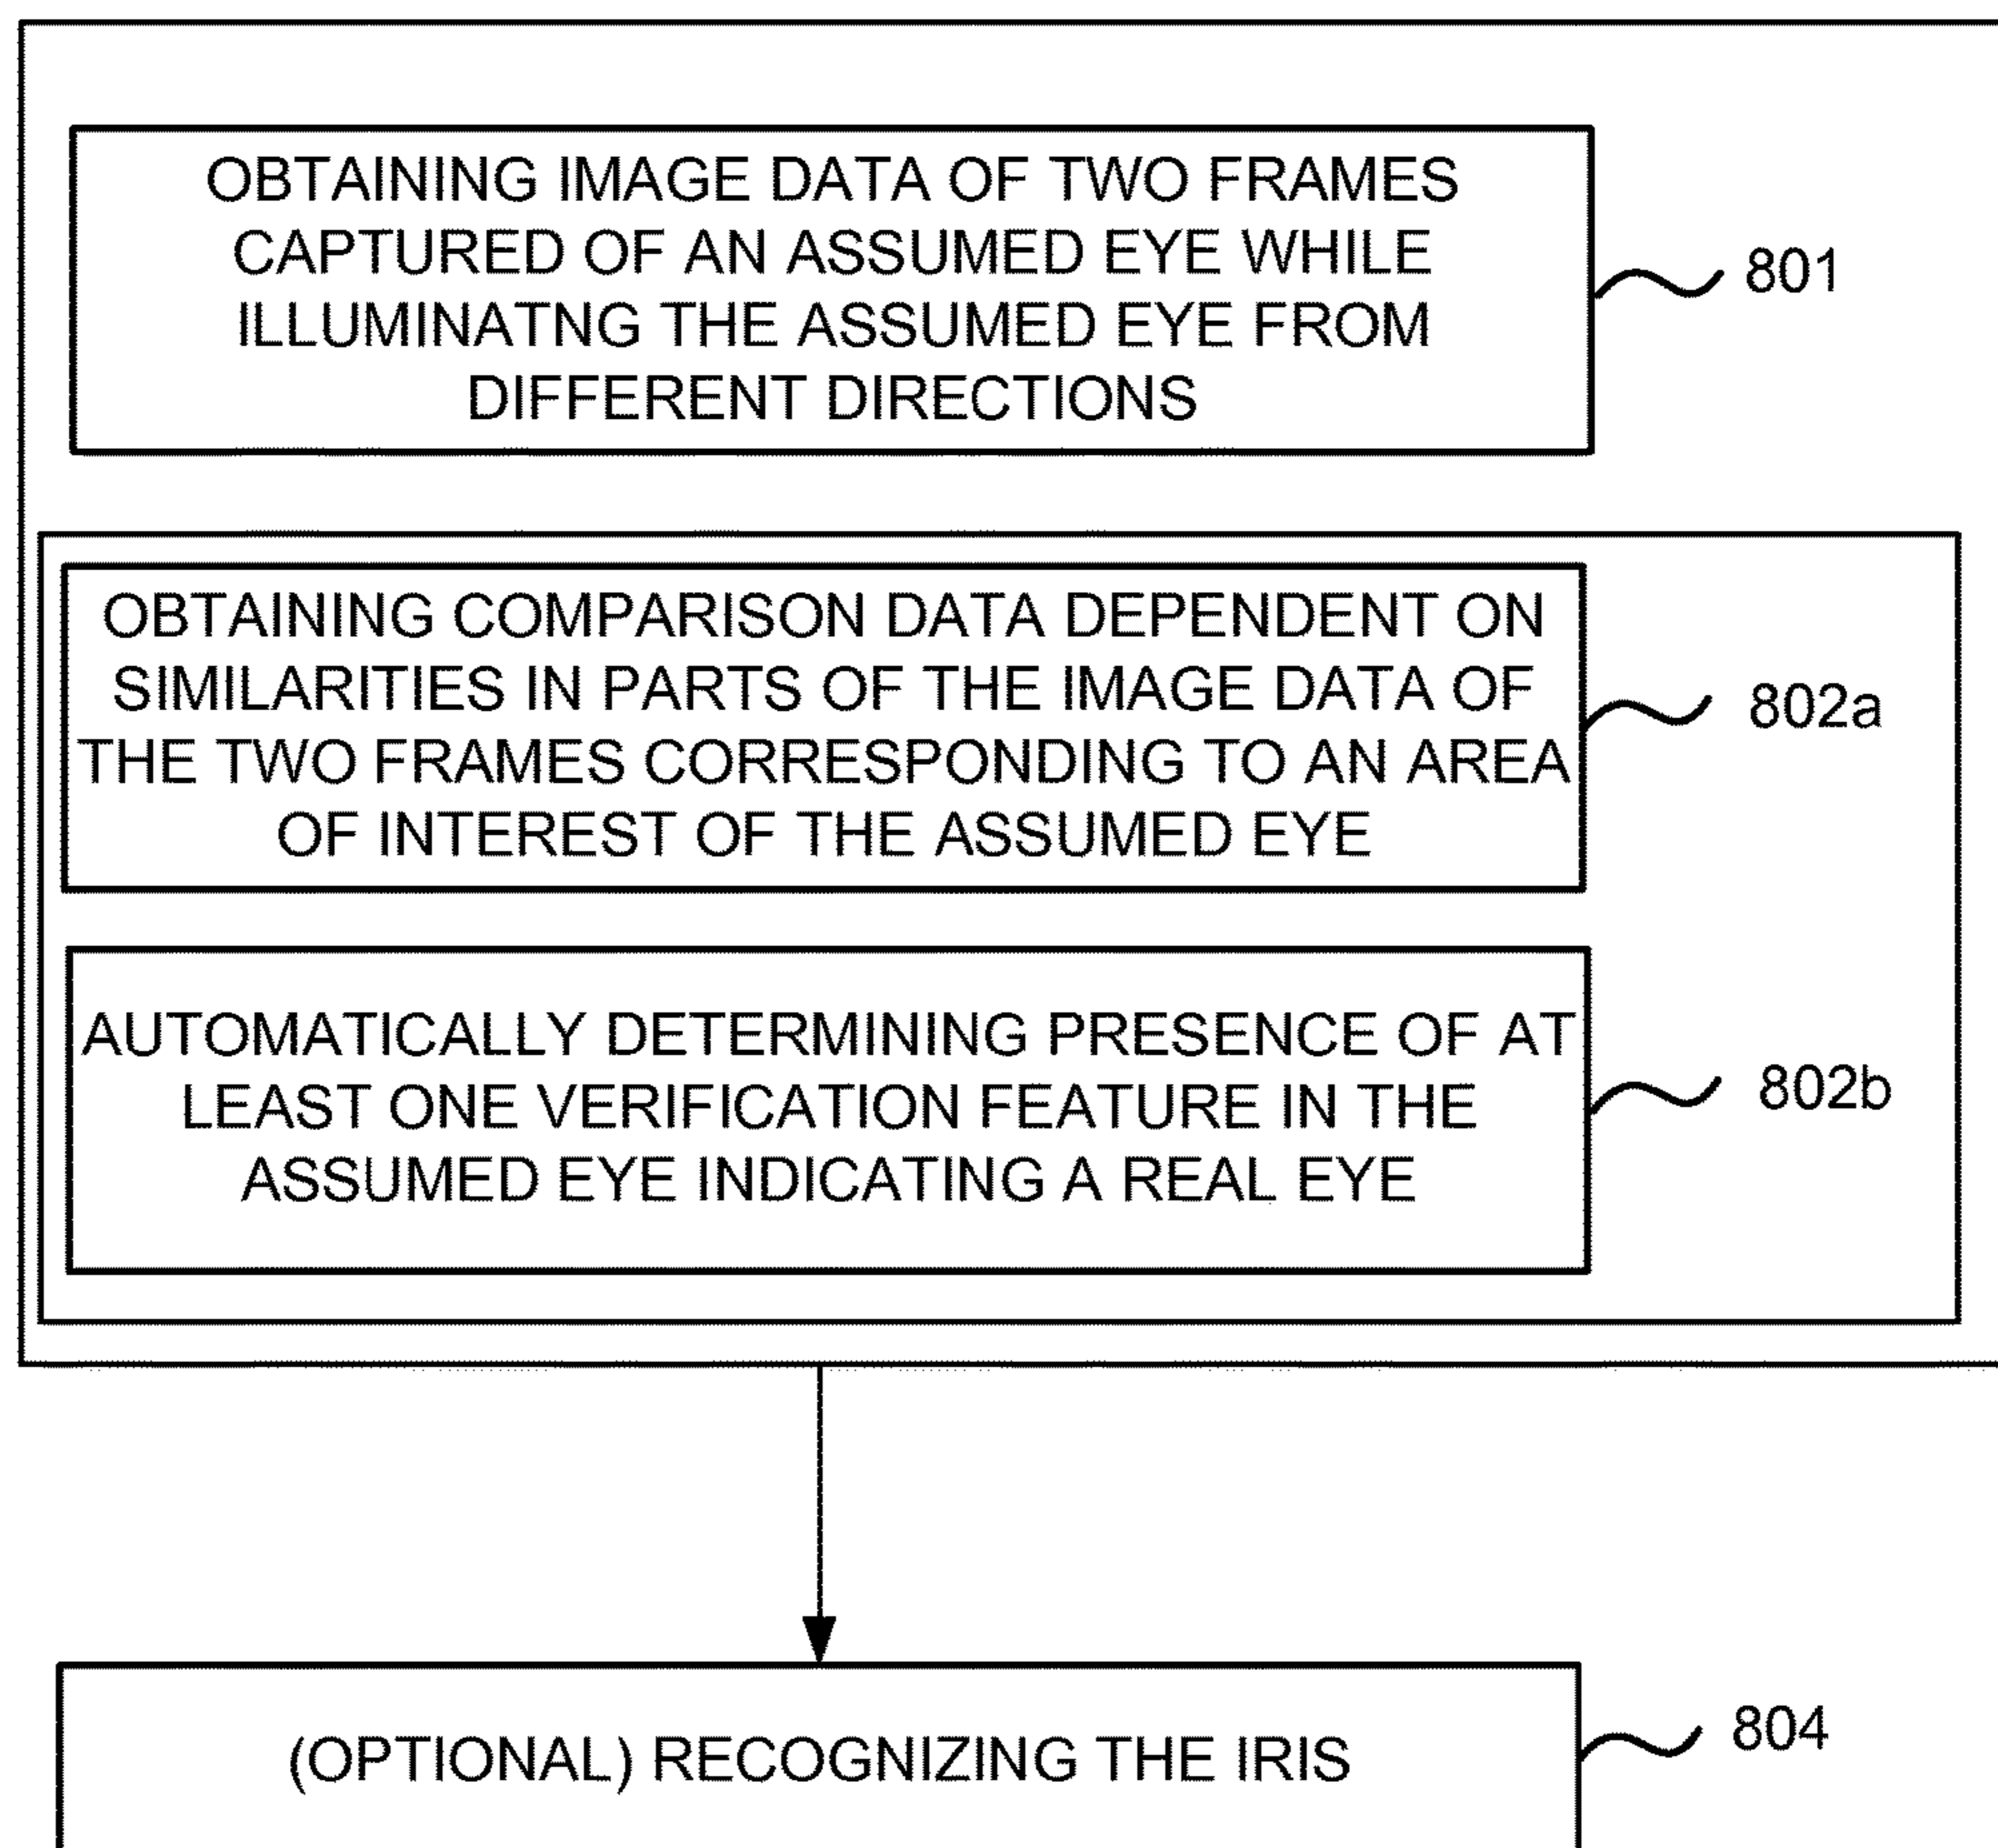 OBTAINING IMAGE DATA OF TWO FRAMES
CAPTURED OF AN ASSUMED EYE WHILE
ILLUMINATNG THE ASSUMED EYE FROM
DIFFERENT DIRECTIONS
801
OBTAINING COMPARISON DATA DEPENDENT ON
SIMILARITIES IN PARTS OF THE IMAGE DATA OF
THE TWO FRAMES CORRESPONDING TO AN AREA
OF INTEREST OF THE ASSUMED EYE
802a
AUTOMATICALLY DETERMINING PRESENCE OF AT
LEAST ONE VERIFICATION FEATURE IN THE
ASSUMED EYE INDICATING A REAL EYE
802b
(OPTIONAL) RECOGNIZING THE IRIS
804